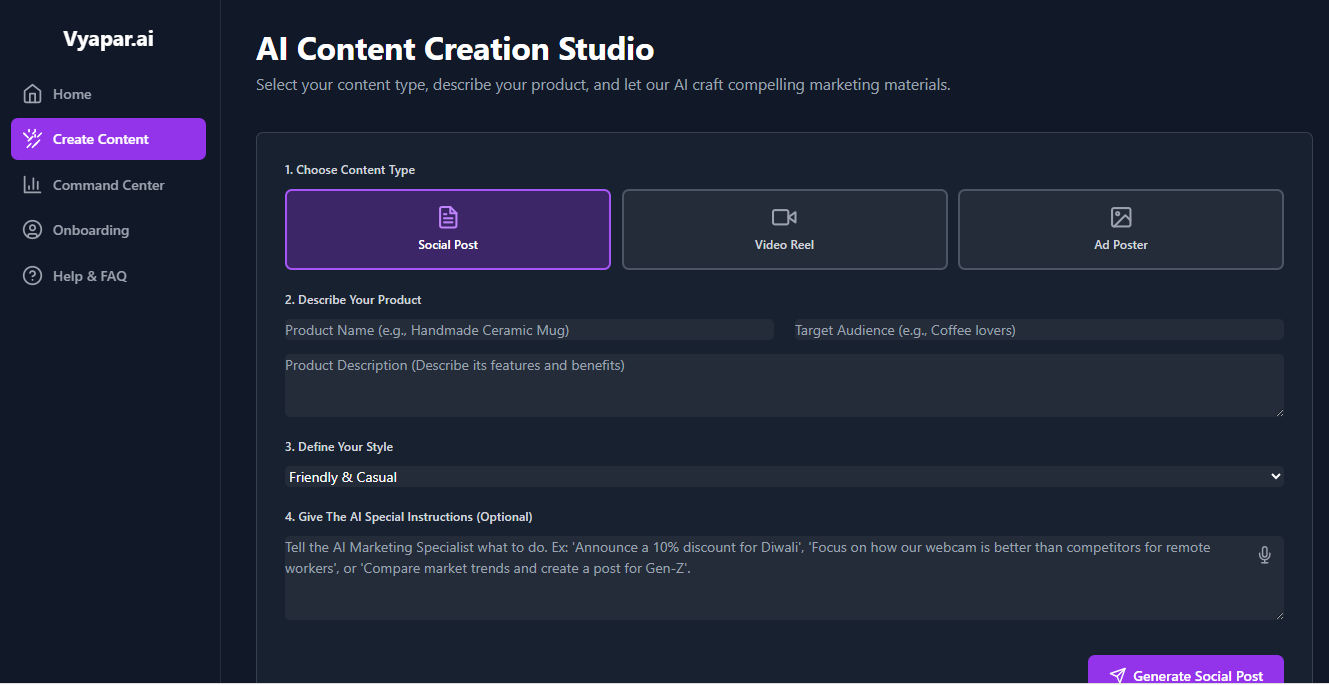 Vyapar.ai
Home
Create Content
Command Center
Onboarding
Help & FAQ
AI Content Creation Studio
Select your content type, describe your product, and let our AI craft compelling marketing materials.
1. Choose Content Type
Social Post
Video Reel
Ad Poster
2. Describe Your Product
Product Name (e.g., Handmade Ceramic Mug)
Target Audience (e.g., Coffee lovers)
Product Description (Describe its features and benefits)
3. Define Your Style
Friendly & Casual
4. Give The AI Special Instructions (Optional)
Tell the AI Marketing Specialist what to do. Ex: 'Announce a 10% discount for Diwali', 'Focus on how our webcam is better than competitors for remote
workers', or 'Compare market trends and create a post for Gen-Z'.
Generate Social Post